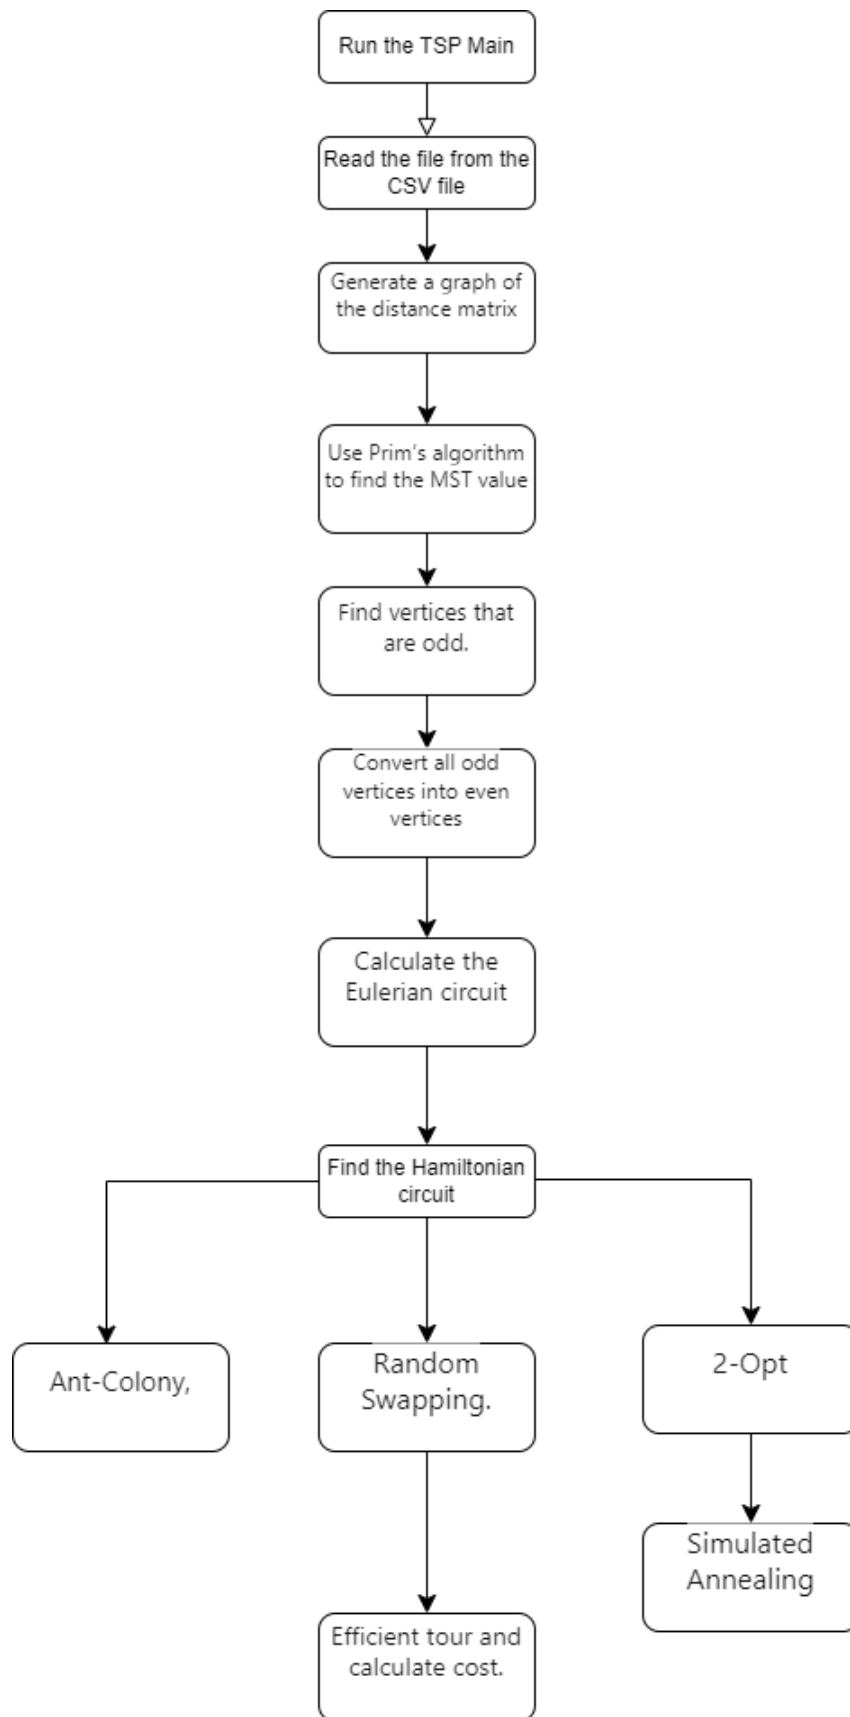 Run the TSP Main
Read the file from the
CSV file
Generate a graph of
the distance matrix
Use Prim's algorithm
to find the MST value
Find vertices that
are odd.
Convert all odd
vertices into even
vertices
Calculate the
Eulerian circuit
Find the Hamiltonian
circuit
Ant-Colony,
Random
Swapping.
2-Opt
Simulated
Annealing
Efficient tour and
calculate cost.